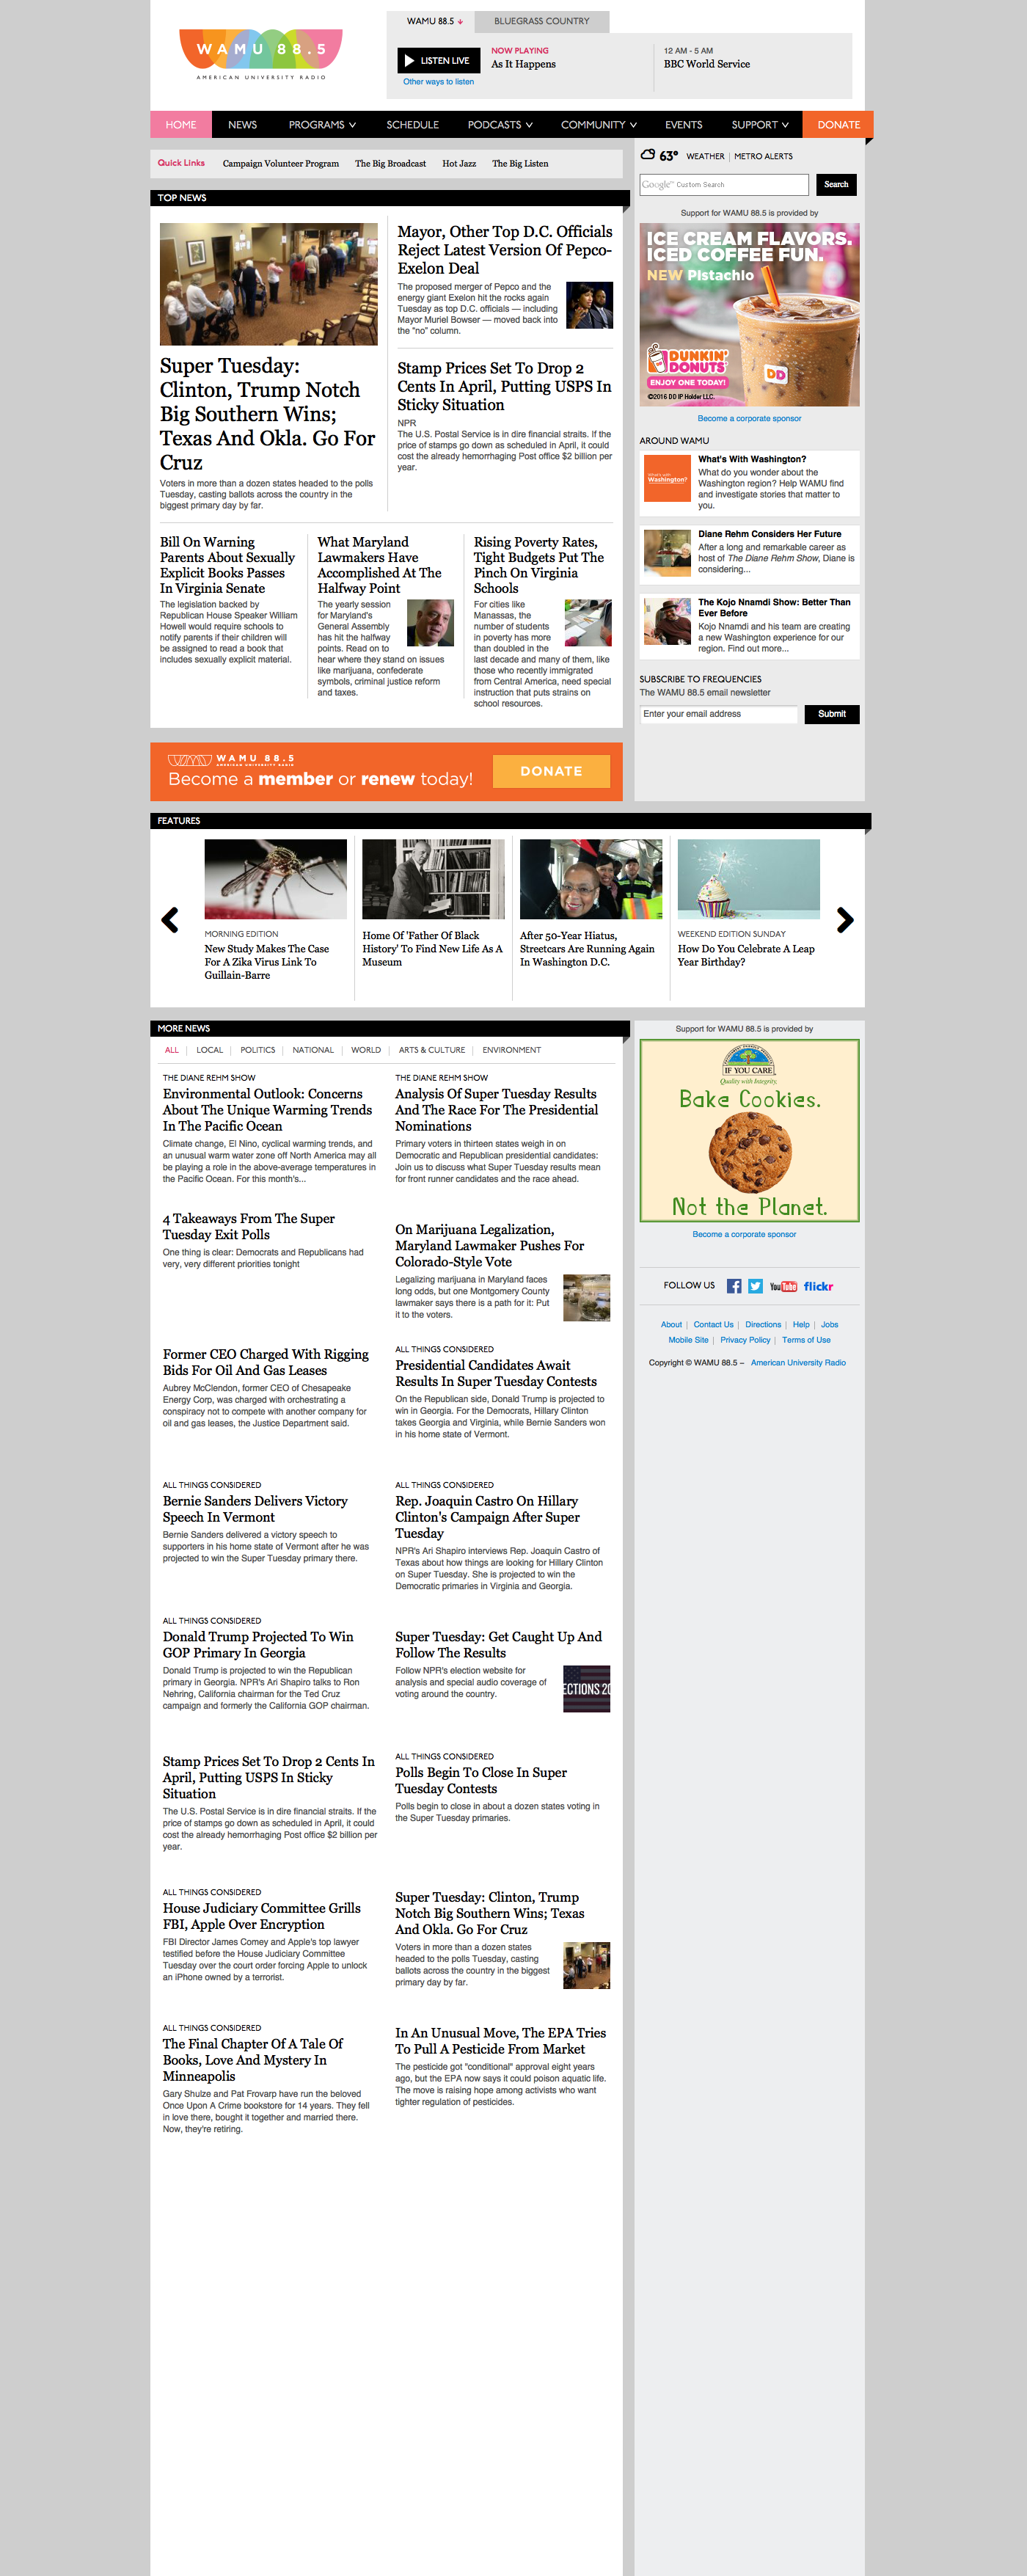 WAMU 88.5
AMERICAN UNIVERSITY RADIO
WAMU 88.5
BLUEGRASS COUNTRY
LISTEN LIVE
Other ways to listen
NOW PLAYING
As It Happens
12 AM - 5 AM
BBC World Service
HOME NEWS PROGRAMS SCHEDULE PODCASTS COMMUNITY EVENTS SUPPORT DONATE
Quick Links Campaign Volunteer Program The Big Broadcast Hot Jazz The Big Listen
63° WEATHER METRO ALERTS
Google™ Custom Search
Search
TOP NEWS
Super Tuesday:
Clinton, Trump Notch
Big Southern Wins;
Texas And Okla. Go For
Cruz
Voters in more than a dozen states headed to the polls
Tuesday, casting ballots across the country in the
biggest primary day by far.
Mayor, Other Top D.C. Officials
Reject Latest Version Of Pepco-
Exelon Deal
The proposed merger of Pepco and the
energy giant Exelon hit the rocks again
Tuesday as top D.C. officials — including
Mayor Muriel Bowser — moved back into
the "no" column.
Stamp Prices Set To Drop 2
Cents In April, Putting USPS In
Sticky Situation
NPR
The U.S. Postal Service is in dire financial straits. If the
price of stamps go down as scheduled in April, it could
cost the already hemorrhaging Post office $2 billion per
year.
Bill On Warning
Parents About Sexually
Explicit Books Passes
In Virginia Senate
The legislation backed by
Republican House Speaker William
Howell would require schools to
notify parents if their children will
be assigned to read a book that
includes sexually explicit material.
What Maryland
Lawmakers Have
Accomplished At The
Halfway Point
The yearly session
for Maryland's
General Assembly
has hit the halfway
points. Read on to
hear where they stand on issues
like marijuana, confederate
symbols, criminal justice reform
and taxes.
Rising Poverty Rates,
Tight Budgets Put The
Pinch On Virginia
Schools
For cities like
Manassas, the
number of students
in poverty has more
than doubled in the
last decade and many of them, like
those who recently immigrated
from Central America, need special
instruction that puts strains on
school resources.
Support for WAMU 88.5 is provided by
ICE CREAM FLAVORS.
ICED COFFEE FUN.
NEW Pistachio
DUNKIN'
DONUTS
ENJOY ONE TODAY!
©2016 DD IP Holder LLC.
DD
Become a corporate sponsor
AROUND WAMU
What's with
Washington?
What's With Washington?
What do you wonder about the
Washington region? Help WAMU find
and investigate stories that matter to
you.
Diane Rehm Considers Her Future
After a long and remarkable career as
host of The Diane Rehm Show, Diane is
considering...
The Kojo Nnamdi Show: Better Than
Ever Before
Kojo Nnamdi and his team are creating
a new Washington experience for our
region. Find out more...
SUBSCRIBE TO FREQUENCIES
The WAMU 88.5 email newsletter
Enter your email address
Submit
WAMU 88.5
AMERICAN UNIVERSITY RADIO
Become a member or renew today!
DONATE
FEATURES
MORNING EDITION
New Study Makes The Case
For A Zika Virus Link To
Guillain-Barre
Home Of 'Father Of Black
History' To Find New Life As A
Museum
After 50-Year Hiatus,
Streetcars Are Running Again
In Washington D.C.
WEEKEND EDITION SUNDAY
How Do You Celebrate A Leap
Year Birthday?
MORE NEWS
ALL LOCAL POLITICS NATIONAL WORLD ARTS & CULTURE ENVIRONMENT
THE DIANE REHM SHOW
Environmental Outlook: Concerns
About The Unique Warming Trends
In The Pacific Ocean
Climate change, El Nino, cyclical warming trends, and
an unusual warm water zone off North America may all
be playing a role in the above-average temperatures in
the Pacific Ocean. For this month's...
THE DIANE REHM SHOW
Analysis Of Super Tuesday Results
And The Race For The Presidential
Nominations
Primary voters in thirteen states weigh in on
Democratic and Republican presidential candidates:
Join us to discuss what Super Tuesday results mean
for front runner candidates and the race ahead.
4 Takeaways From The Super
Tuesday Exit Polls
One thing is clear: Democrats and Republicans had
very, very different priorities tonight
On Marijuana Legalization,
Maryland Lawmaker Pushes For
Colorado-Style Vote
Legalizing marijuana in Maryland faces
long odds, but one Montgomery County
lawmaker says there is a path for it: Put
it to the voters.
Former CEO Charged With Rigging
Bids For Oil And Gas Leases
Aubrey McClendon, former CEO of Chesapeake
Energy Corp, was charged with orchestrating a
conspiracy not to compete with another company for
oil and gas leases, the Justice Department said.
ALL THINGS CONSIDERED
Presidential Candidates Await
Results In Super Tuesday Contests
On the Republican side, Donald Trump is projected to
win in Georgia. For the Democrats, Hillary Clinton
takes Georgia and Virginia, while Bernie Sanders won
in his home state of Vermont.
ALL THINGS CONSIDERED
Bernie Sanders Delivers Victory
Speech In Vermont
Bernie Sanders delivered a victory speech to
supporters in his home state of Vermont after he was
projected to win the Super Tuesday primary there.
ALL THINGS CONSIDERED
Rep. Joaquin Castro On Hillary
Clinton's Campaign After Super
Tuesday
NPR's Ari Shapiro interviews Rep. Joaquin Castro of
Texas about how things are looking for Hillary Clinton
on Super Tuesday. She is projected to win the
Democratic primaries in Virginia and Georgia.
ALL THINGS CONSIDERED
Donald Trump Projected To Win
GOP Primary In Georgia
Donald Trump is projected to win the Republican
primary in Georgia. NPR's Ari Shapiro talks to Ron
Nehring, California chairman for the Ted Cruz
campaign and formerly the California GOP chairman.
Super Tuesday: Get Caught Up And
Follow The Results
Follow NPR's election website for
analysis and special audio coverage of
voting around the country.
ECTIONS 20
Stamp Prices Set To Drop 2 Cents In
April, Putting USPS In Sticky
Situation
The U.S. Postal Service is in dire financial straits. If the
price of stamps go down as scheduled in April, it could
cost the already hemorrhaging Post office $2 billion per
year.
ALL THINGS CONSIDERED
Polls Begin To Close In Super
Tuesday Contests
Polls begin to close in about a dozen states voting in
the Super Tuesday primaries.
ALL THINGS CONSIDERED
House Judiciary Committee Grills
FBI, Apple Over Encryption
FBI Director James Comey and Apple's top lawyer
testified before the House Judiciary Committee
Tuesday over the court order forcing Apple to unlock
an iPhone owned by a terrorist.
Super Tuesday: Clinton, Trump
Notch Big Southern Wins; Texas
And Okla. Go For Cruz
Voters in more than a dozen states
headed to the polls Tuesday, casting
ballots across the country in the biggest
primary day by far.
ALL THINGS CONSIDERED
The Final Chapter Of A Tale Of
Books, Love And Mystery In
Minneapolis
Gary Shulze and Pat Frovarp have run the beloved
Once Upon A Crime bookstore for 14 years. They fell
in love there, bought it together and married there.
Now, they're retiring.
In An Unusual Move, The EPA Tries
To Pull A Pesticide From Market
The pesticide got "conditional" approval eight years
ago, but the EPA now says it could poison aquatic life.
The move is raising hope among activists who want
tighter regulation of pesticides.
Support for WAMU 88.5 is provided by
IF YOU CARE
Quality with Integrity.
Bake Cookies.
Not the Planet.
Become a corporate sponsor
FOLLOW US YouTube flickr
About Contact Us Directions Help Jobs
Mobile Site Privacy Policy Terms of Use
Copyright © WAMU 88.5 – American University Radio